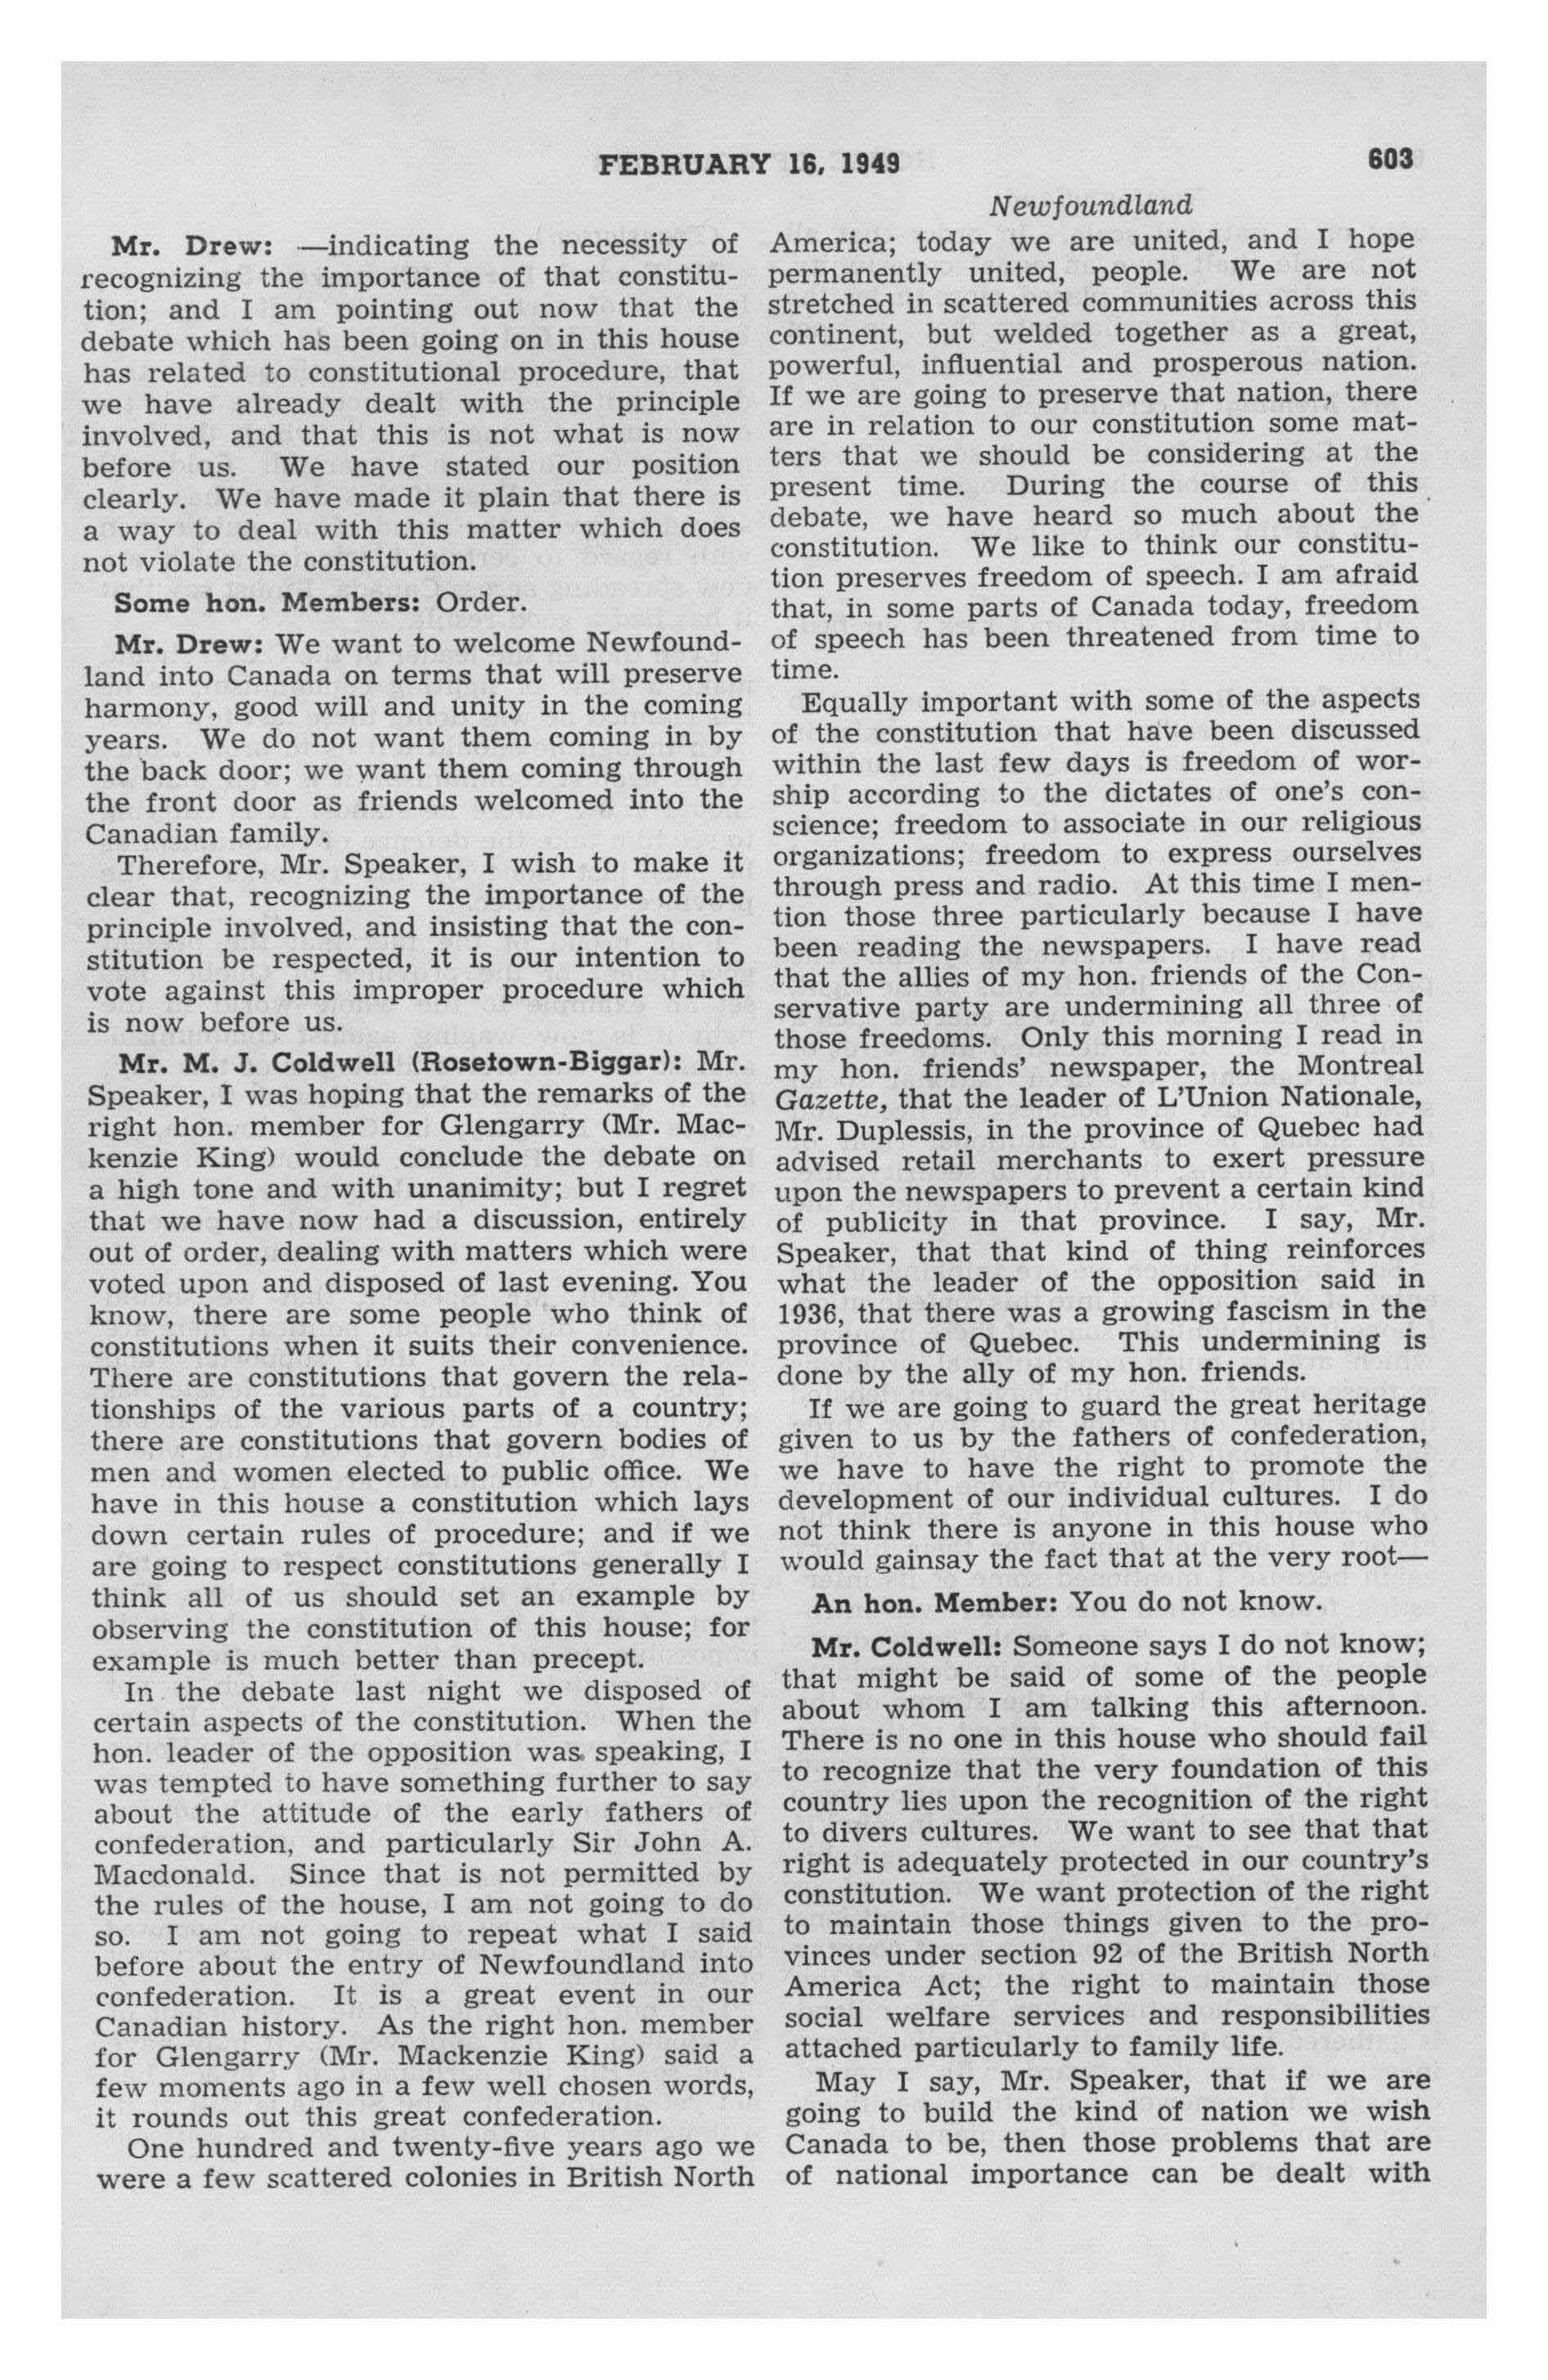 FEBRUARY 16, 1949
603
Newfoundland
Mr. Drew: —indicating the necessity of
recognizing the importance of that constitu-
tion; and I am pointing out now that the
debate which has been going on in this house
has related to constitutional procedure, that
we have already dealt with the principle
involved, and that this is not what is now
before us. We have stated our position
clearly. We have made it plain that there is
a way to deal with this matter which does
not violate the constitution.
Some hon. Members: Order.
Mr. Drew: We want to welcome Newfound-
land into Canada on terms that will preserve
harmony, good will and unity in the coming
years. We do not want them coming in by
the back door; we want them coming through
the front door as friends welcomed into the
Canadian family.
Therefore, Mr. Speaker, I wish to make it
clear that, recognizing the importance of the
principle involved, and insisting that the con-
stitution be respected, it is our intention to
vote against this improper procedure which
is now before us.
Mr. M. J. Coldwell (Rosetown-Biggar): Mr.
Speaker, I was hoping that the remarks of the
right hon. member for Glengarry (Mr. Mac-
kenzie King) would conclude the debate on
a high tone and with unanimity; but I regret
that we have now had a discussion, entirely
out of order, dealing with matters which were
voted upon and disposed of last evening. You
know, there are some people who think of
constitutions when it suits their convenience.
There are constitutions that govern the rela-
tionships of the various parts of a country;
there are constitutions that govern bodies of
men and women elected to public office. We
have in this house a constitution which lays
down certain rules of procedure; and if we
are going to respect constitutions generally I
think all of us should set an example by
observing the constitution of this house; for
example is much better than precept.
In the debate last night we disposed of
certain aspects of the constitution. When the
hon. leader of the opposition was speaking, I
was tempted to have something further to say
about the attitude of the early fathers of
confederation, and particularly Sir John A.
Macdonald. Since that is not permitted by
the rules of the house, I am not going to do
so. I am not going to repeat what I said
before about the entry of Newfoundland into
confederation. It is a great event in our
Canadian history. As the right hon. member
for Glengarry (Mr. Mackenzie King) said a
few moments ago in a few well chosen words,
it rounds out this great confederation.
One hundred and twenty-five years ago we
were a few scattered colonies in British North
America; today we are united, and I hope
permanently united, people. We are not
stretched in scattered communities across this
continent, but welded together as a great,
powerful, influential and prosperous nation.
If we are going to preserve that nation, there
are in relation to our constitution some mat-
ters that we should be considering at the
present time. During the course of this
debate, we have heard so much about the
constitution. We like to think our constitu-
tion preserves freedom of speech. I am afraid
that, in some parts of Canada today, freedom
of speech has been threatened from time to
time.
Equally important with some of the aspects
of the constitution that have been discussed
within the last few days is freedom of wor-
ship according to the dictates of one's con-
science; freedom to associate in our religious
organizations; freedom to express ourselves
through press and radio. At this time I men-
tion those three particularly because I have
been reading the newspapers. I have read
that the allies of my hon. friends of the Con-
servative party are undermining all three of
those freedoms. Only this morning I read in
my hon. friends' newspaper, the Montreal
Gazette, that the leader of L'Union Nationale,
Mr. Duplessis, in the province of Quebec had
advised retail merchants to exert pressure
upon the newspapers to prevent a certain kind
of publicity in that province. I say, Mr.
Speaker, that that kind of thing reinforces
what the leader of the opposition said in
1936, that there was a growing fascism in the
province of Quebec. This undermining is
done by the ally of my hon. friends.
If we are going to guard the great heritage
given to us by the fathers of confederation,
we have to have the right to promote the
development of our individual cultures. I do
not think there is anyone in this house who
would gainsay the fact that at the very root—
An hon. Member: You do not know.
Mr. Coldwell: Someone says I do not know;
that might be said of some of the people
about whom I am talking this afternoon.
There is no one in this house who should fail
to recognize that the very foundation of this
country lies upon the recognition of the right
to divers cultures. We want to see that that
right is adequately protected in our country's
constitution. We want protection of the right
to maintain those things given to the pro-
vinces under section 92 of the British North
America Act; the right to maintain those
social welfare services and responsibilities
attached particularly to family life.
May I say, Mr. Speaker, that if we are
going to build the kind of nation we wish
Canada to be, then those problems that are
of national importance can be dealt with